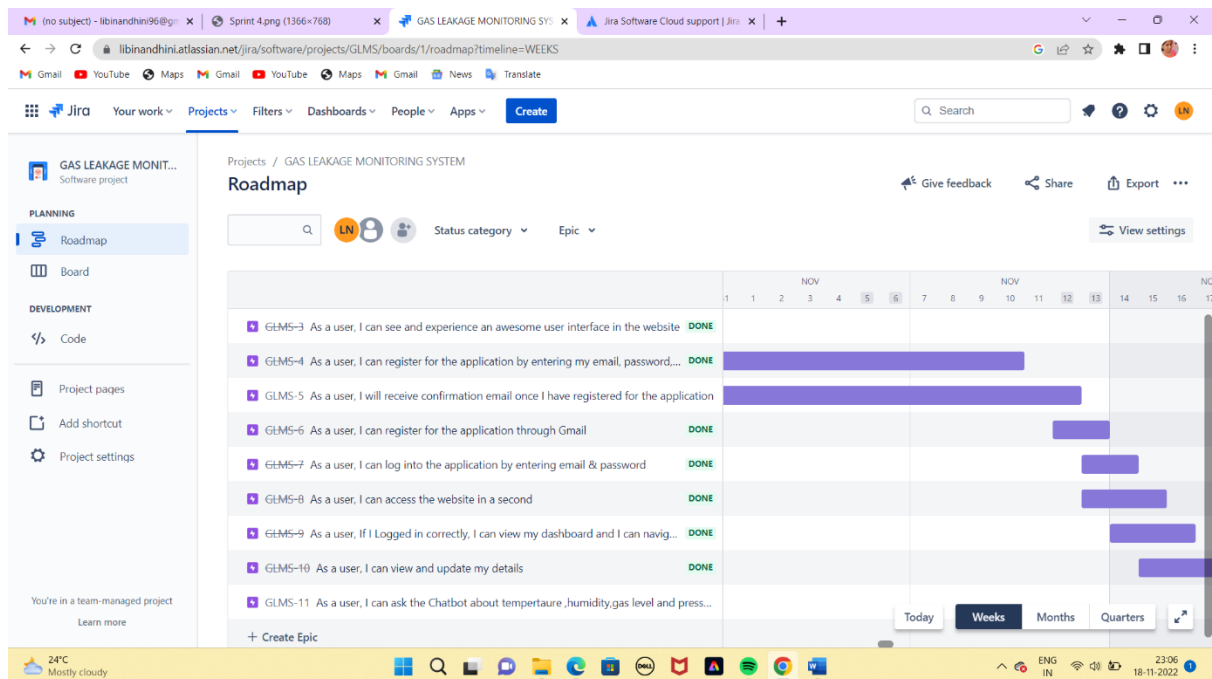 (no subject) - libinandhini96@gm
Sprint 4.png (1366×768)
GAS LEAKAGE MONITORING SYS
Jira Software Cloud support | Jira
libinandhini.atlassian.net/jira/software/projects/GLMS/boards/1/roadmap?timeline=WEEKS
Gmail YouTube Maps Gmail YouTube Maps Gmail News Translate
Jira Your work Projects Filters Dashboards People Apps Create Search LN
GAS LEAKAGE MONIT...
Software project
PLANNING
Roadmap
Board
DEVELOPMENT
Code
Project pages
Add shortcut
Project settings
You're in a team-managed project
Learn more
Projects / GAS LEAKAGE MONITORING SYSTEM
Roadmap
Give feedback Share Export
LN Status category Epic View settings
NOV NOV
1 2 3 4 5 6 7 8 9 10 11 12 13 14 15 16
GLMS-3 As a user, I can see and experience an awesome user interface in the website DONE
GLMS-4 As a user, I can register for the application by entering my email, password,... DONE
GLMS-5 As a user, I will receive confirmation email once I have registered for the application
GLMS-6 As a user, I can register for the application through Gmail DONE
GLMS-7 As a user, I can log into the application by entering email & password DONE
GLMS-8 As a user, I can access the website in a second DONE
GLMS-9 As a user, If I Logged in correctly, I can view my dashboard and I can navig... DONE
GLMS-10 As a user, I can view and update my details DONE
GLMS-11 As a user, I can ask the Chatbot about tempertaure ,humidity,gas level and press...
+ Create Epic
Today Weeks Months Quarters
24°C
Mostly cloudy
DELL
ENG
IN
23:06
18-11-2022
1